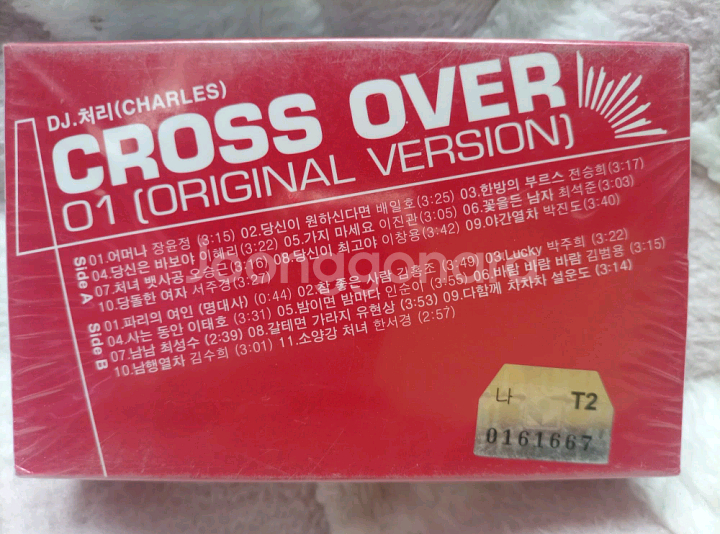 DJ.처리(CHARLES)
CROSS OVER
01 (ORIGINAL VERSION)
Side A
01.어머나 장윤정 (3:15) 02.당신이 원하신다면 배일호(3:25) 03.한방의 부르스 전승희(3:17)
04.당신은 바보야 이혜리(3:22) 05.가지 마세요 이진관(3:05) 06.꽃을든 남자 최석준(3:03)
07.처녀 뱃사공 (3:10) 08.당신이 최고야 이창용(3:42) 09.야간열차 박진도(3:40)
10.당돌한 여자 서주경(3:27)
Side B
01.파리의 여인 (명대사) (0:44) 02.참 좋은 사람 (3:49) 03.Lucky 박주희 (3:22)
04.사는 동안 이태호(3:31) 05.밤이면 밤마다 인순이(3:55) 06.바람 바람 바람 김범용(3:15)
07.남남 최성수(2:39) 08.갈테면 가라지 유현상(3:53) 09.다함께 차차차 설운도(3:14)
10.남행열차 김수희(3:01) 11.소양강 처녀 한서경(2:57)
나 T2
0161667
joonggonara